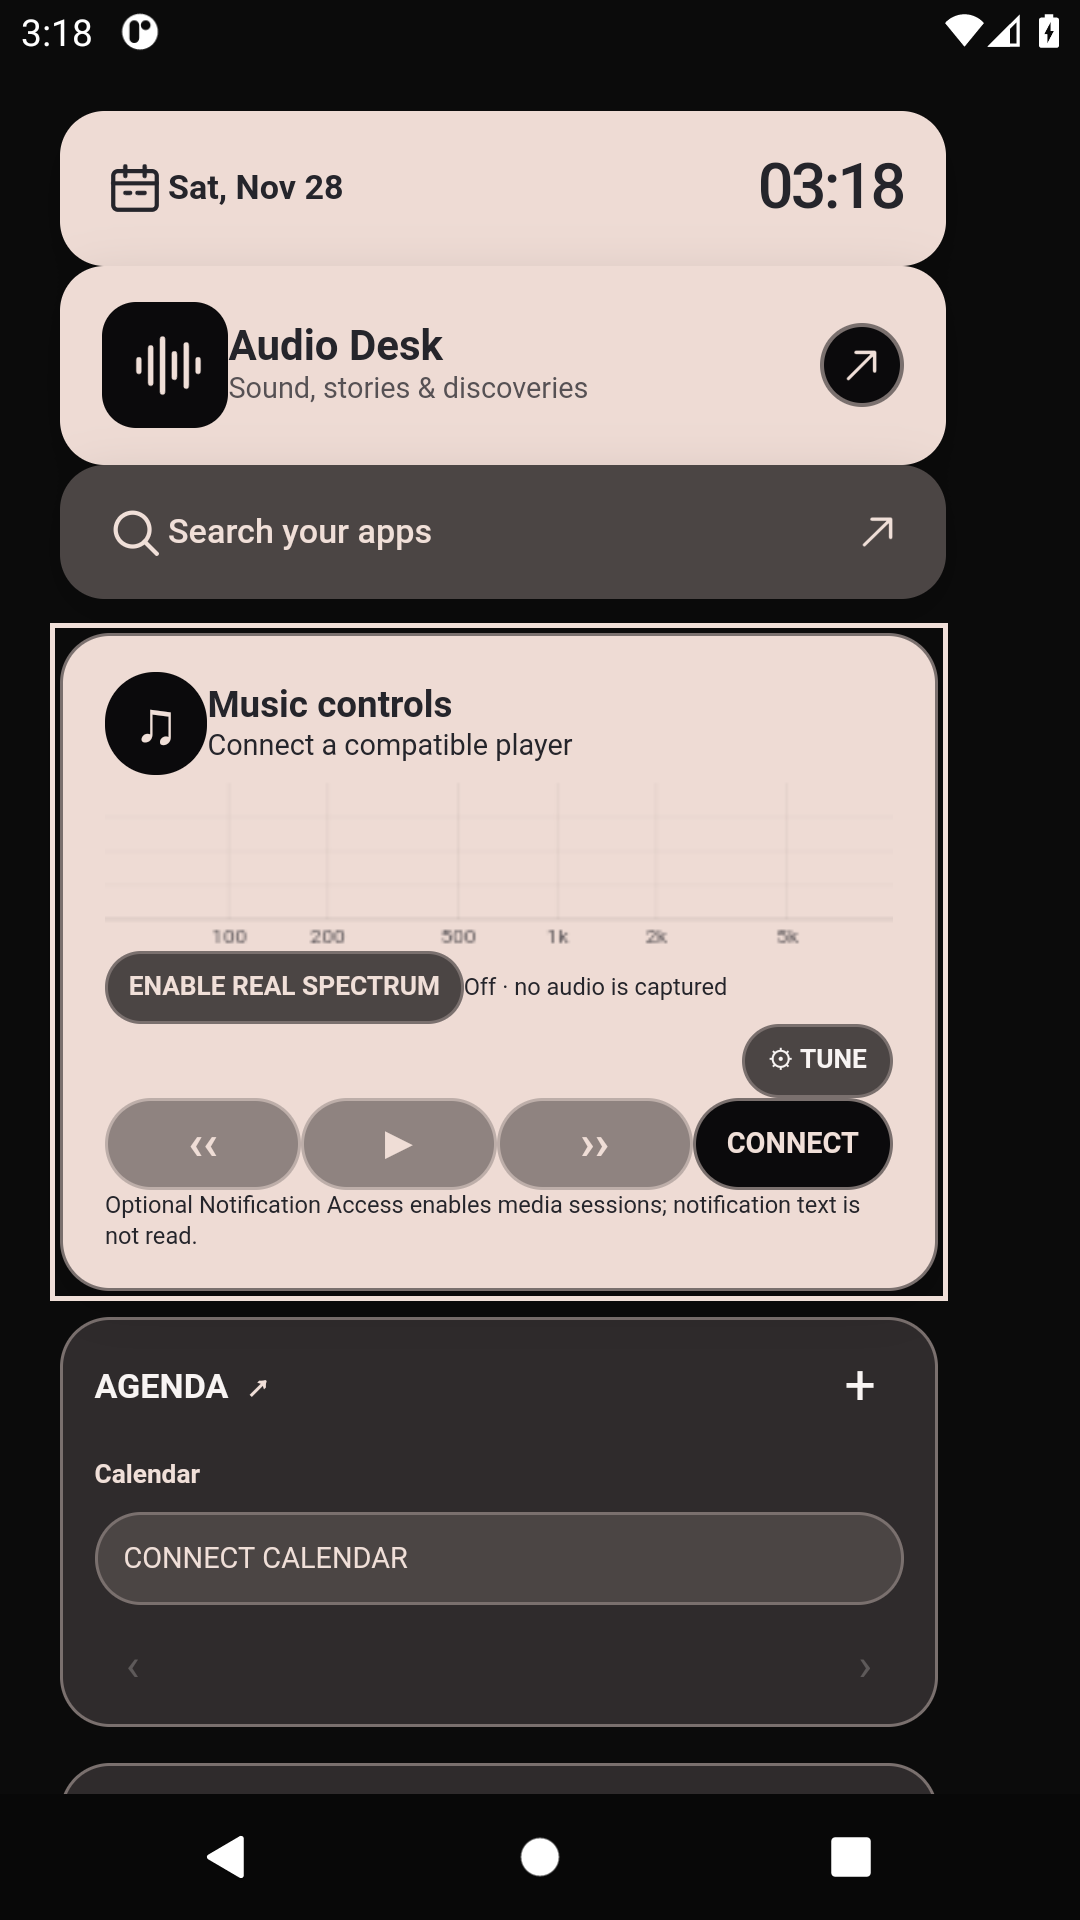 3:18
Sat, Nov 28
03:18
Audio Desk
Sound, stories & discoveries
Search your apps
Music controls
Connect a compatible player
100 200 500 1k 2k 5k
ENABLE REAL SPECTRUM
Off · no audio is captured
TUNE
CONNECT
Optional Notification Access enables media sessions; notification text is
not read.
AGENDA
Calendar
CONNECT CALENDAR